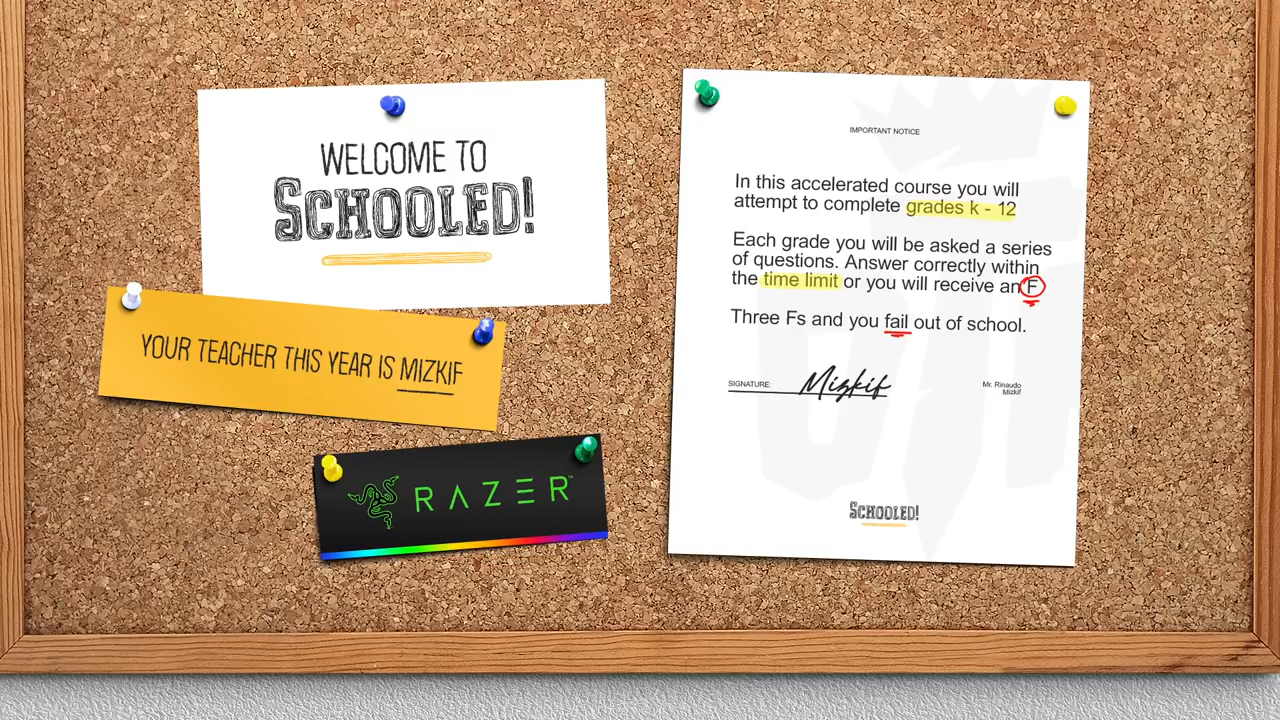 WELCOME TO
SCHOOLED!
YOUR TEACHER THIS YEAR IS MIZKIF
RAZER™
IMPORTANT NOTICE
In this accelerated course you will
attempt to complete grades k - 12
Each grade you will be asked a series
of questions. Answer correctly within
the time limit or you will receive an F
Three Fs and you fail out of school.
SIGNATURE: Mizkif
Mr. Rinaudo
Mizkif
SCHOOLED!